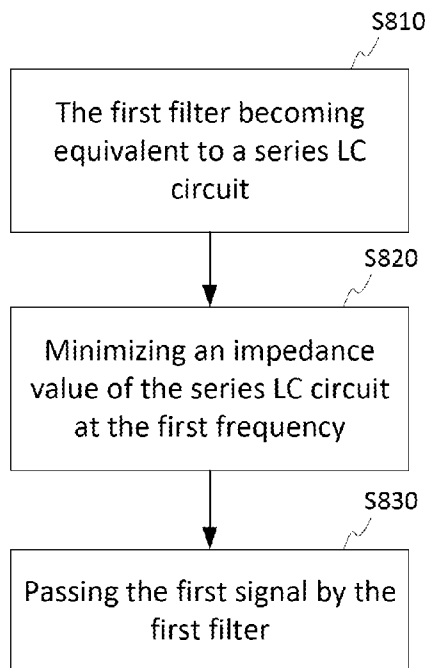 S810
The first filter becoming
equivalent to a series LC
circuit
S820
Minimizing an impedance
value of the series LC circuit
at the first frequency
S830
Passing the first signal by the
first filter